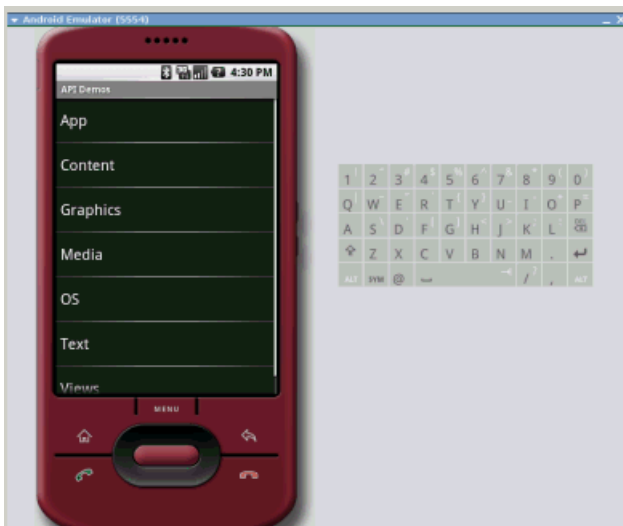 Android Emulator (5554)
4:30 PM
API Demos
App
Content
Graphics
Media
OS
Text
Views
MENU
1 2 3 4 5 6 7 8 9 0
Q W E R T Y U I O P
A S D F G H J K L DEL
Z X C V B N M .
ALT SYM @ / , ALT